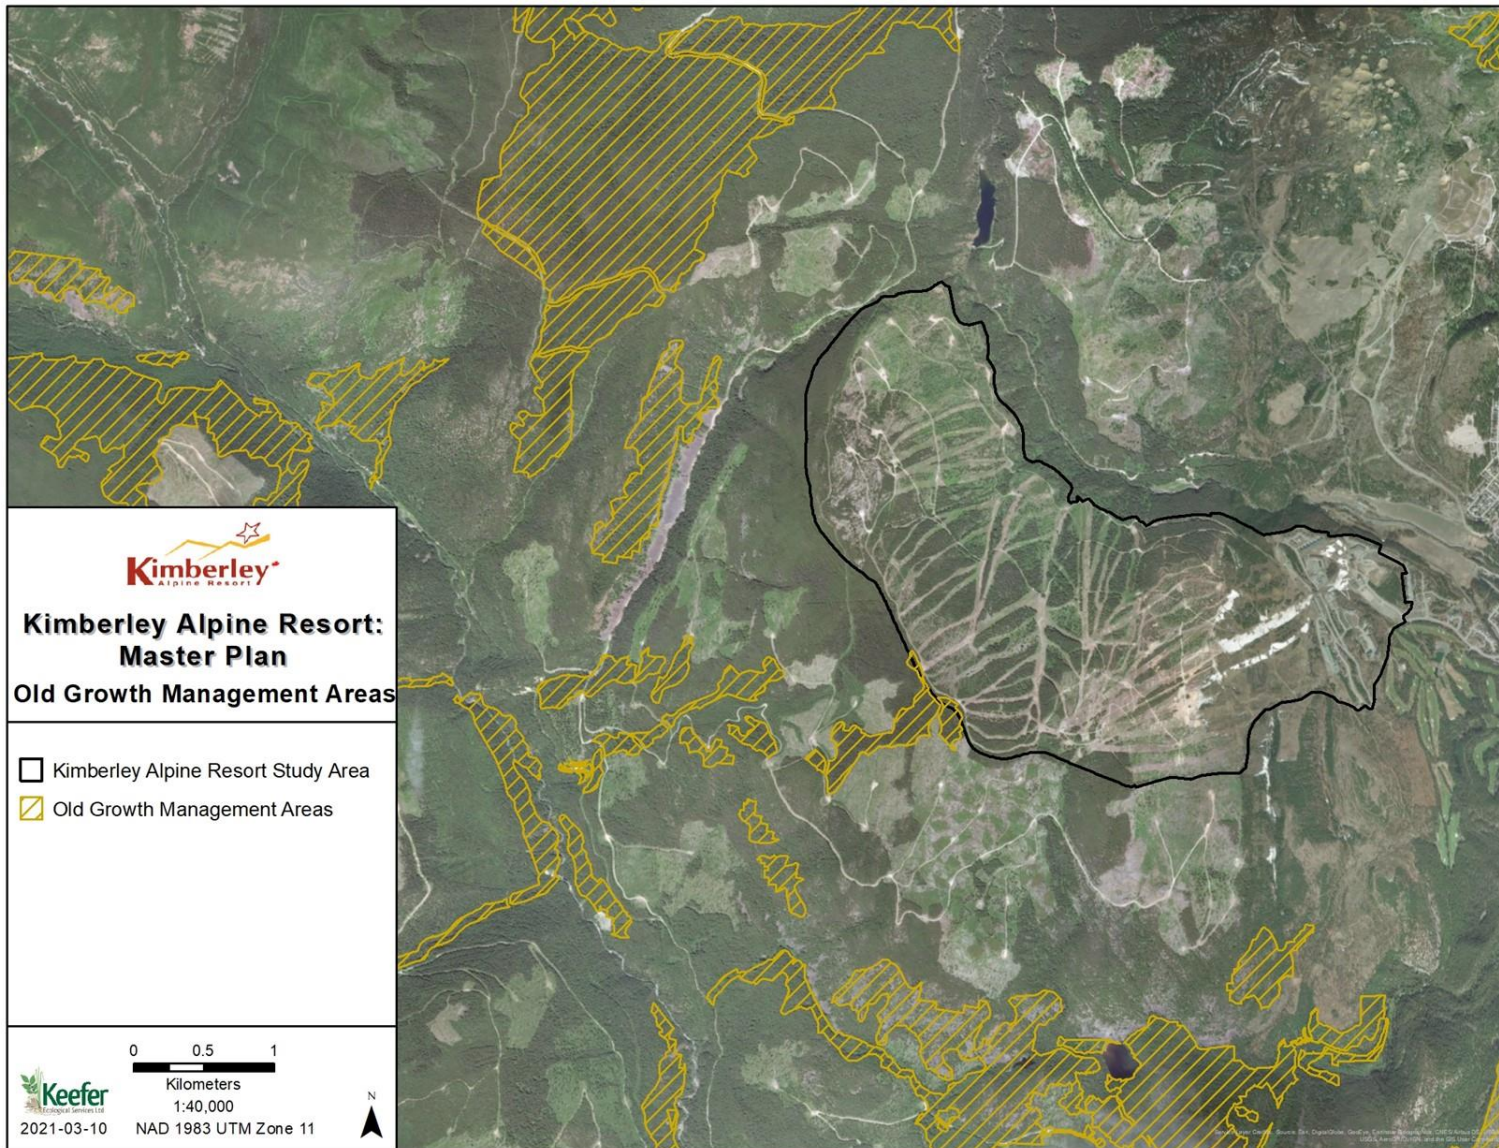 Kimberley
Alpine Resort
Kimberley Alpine Resort:
Master Plan
Old Growth Management Areas
Kimberley Alpine Resort Study Area
Old Growth Management Areas
0 0.5 1
Kilometers
1:40,000
NAD 1983 UTM Zone 11
N
Keefer
Ecological Services Ltd
2021-03-10